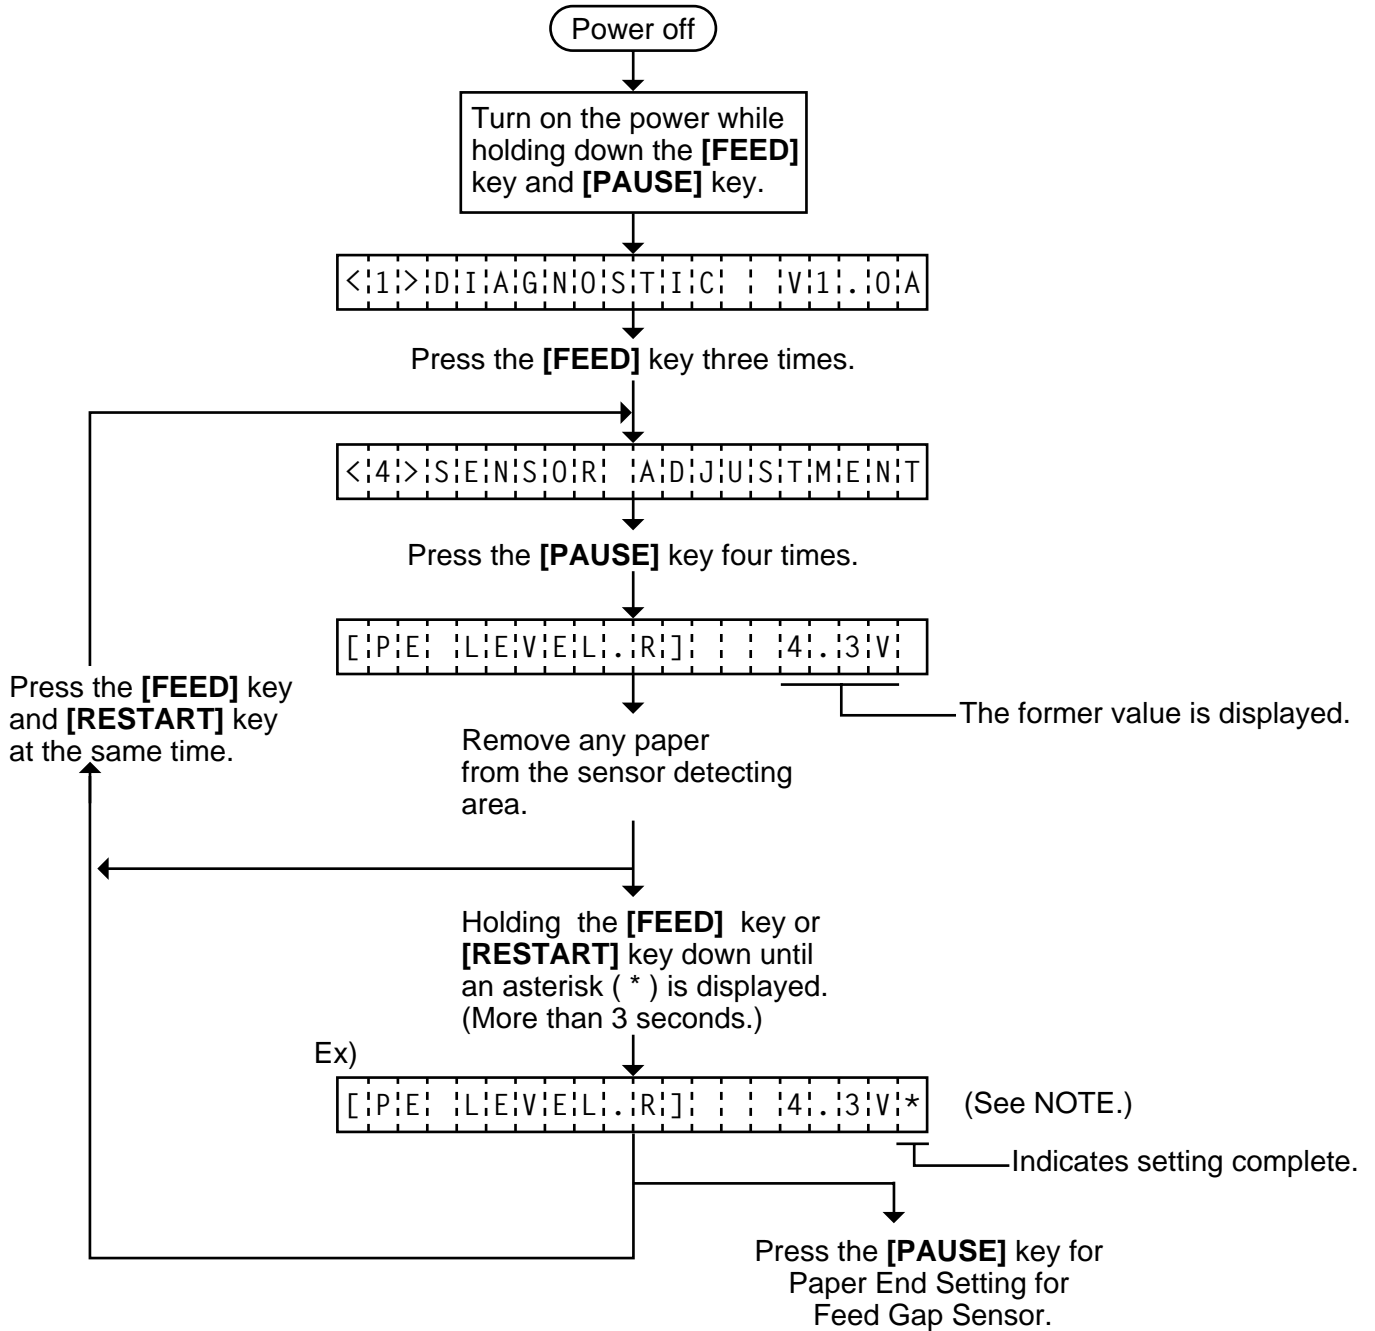 Power off
Turn on the power while
holding down the [FEED]
key and [PAUSE] key.
<1>DIAGNOSTIC  V1.0A
Press the [FEED] key three times.
<4>SENSOR ADJUSTMENT
Press the [PAUSE] key four times.
[PE LEVEL.R]   4.3V
Press the [FEED] key
and [RESTART] key
at the same time.
The former value is displayed.
Remove any paper
from the sensor detecting
area.
Holding the [FEED] key or
[RESTART] key down until
an asterisk ( * ) is displayed.
(More than 3 seconds.)
Ex)
[PE LEVEL.R]   4.3V*
(See NOTE.)
Indicates setting complete.
Press the [PAUSE] key for
Paper End Setting for
Feed Gap Sensor.